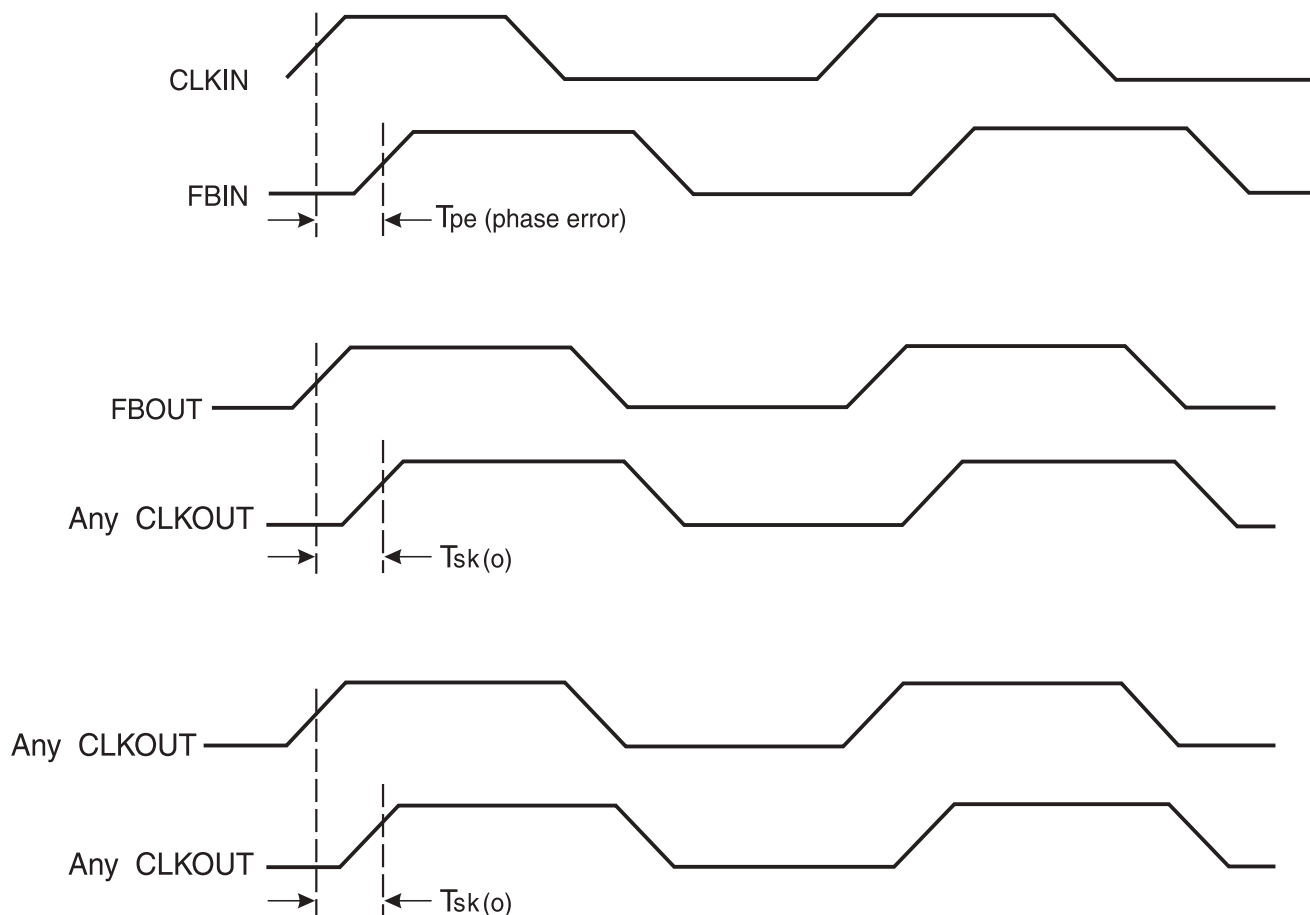 CLKIN
FBIN
Tpe (phase error)
FBOUT
Any CLKOUT
Tsk(o)
Any CLKOUT
Any CLKOUT
Tsk(o)